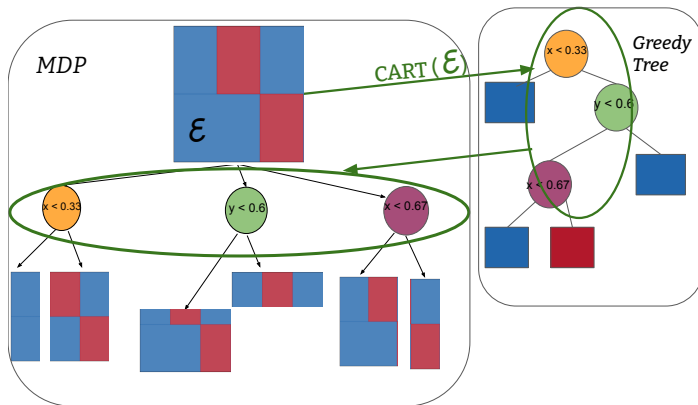 MDP
ℰ
CART (ℰ)
Greedy
Tree
x < 0.33
y < 0.6
x < 0.67
x < 0.33
y < 0.6
x < 0.67